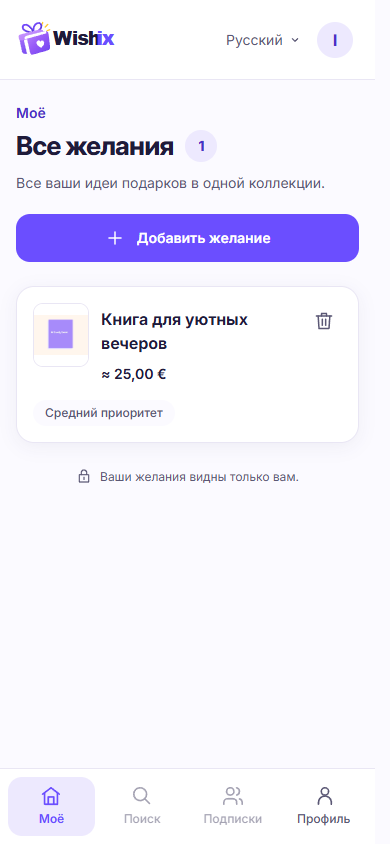 Wishix
Русский
I
Моё
Все желания 1
Все ваши идеи подарков в одной коллекции.
Добавить желание
Книга для уютных
вечеров
≈ 25,00 €
Средний приоритет
Ваши желания видны только вам.
Моё
Поиск
Подписки
Профиль